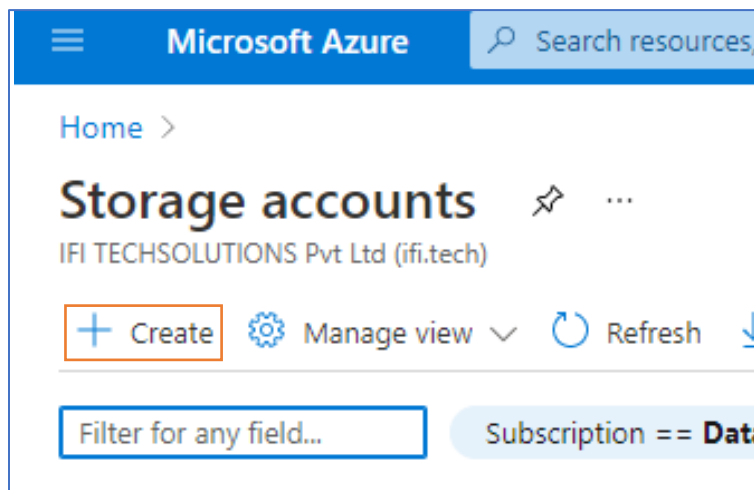 Microsoft Azure Search resources,
Home >
Storage accounts ...
IFI TECHSOLUTIONS Pvt Ltd (ifi.tech)
+ Create Manage view Refresh
Filter for any field... Subscription == Data